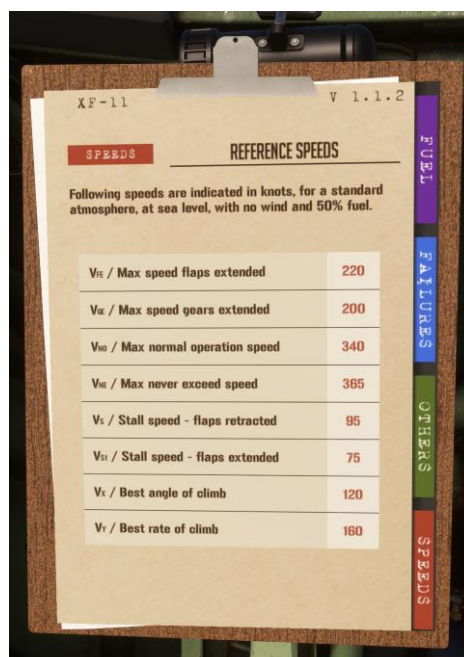 XF-11 V 1.1.2
SPEEDS REFERENCE SPEEDS
Following speeds are indicated in knots, for a standard
atmosphere, at sea level, with no wind and 50% fuel.
VFE / Max speed flaps extended 220
VGE / Max speed gears extended 200
VNO / Max normal operation speed 340
VNE / Max never exceed speed 365
VS / Stall speed - flaps retracted 95
VS1 / Stall speed - flaps extended 75
VX / Best angle of climb 120
VY / Best rate of climb 160
FUEL
FAILURES
OTHERS
SPEEDS